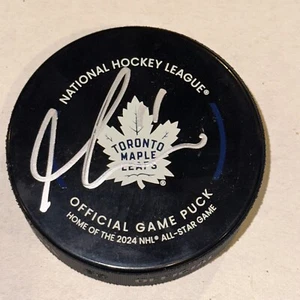 NATIONAL HOCKEY LEAGUE®
TORONTO
MAPLE
LEAFS
OFFICIAL GAME PUCK
HOME OF THE 2024 NHL® ALL-STAR GAME